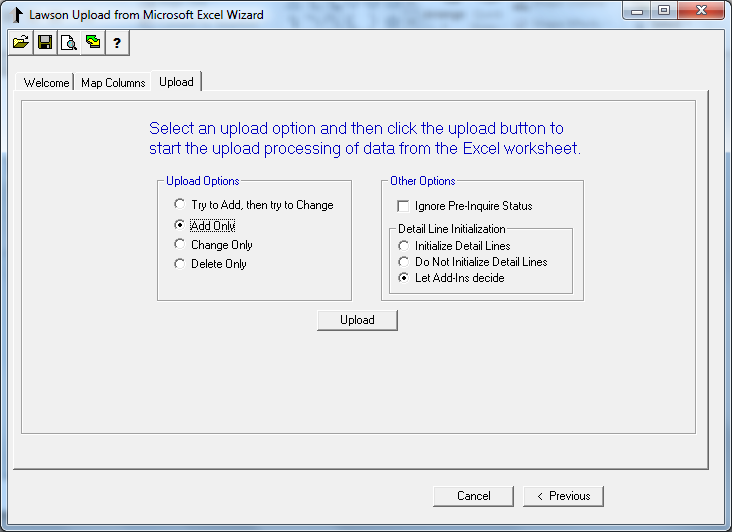 Lawson Upload from Microsoft Excel Wizard
?
Welcome
Map Columns
Upload
Select an upload option and then click the upload button to
start the upload processing of data from the Excel worksheet.
Upload Options
Try to Add, then try to Change
Add Only
Change Only
Delete Only
Other Options
Ignore Pre-Inquire Status
Detail Line Initialization
Initialize Detail Lines
Do Not Initialize Detail Lines
Let Add-Ins decide
Upload
Cancel
< Previous